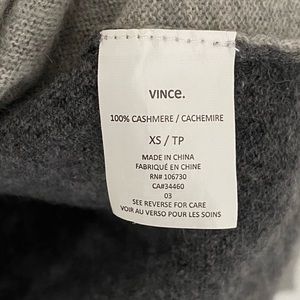 VINCE.
100% CASHMERE / CACHEMIRE
XS / TP
MADE IN CHINA
FABRIQUÉ EN CHINE
RN# 106730
CA#34460
03
SEE REVERSE FOR CARE
VOIR AU VERSO POUR LES SOINS